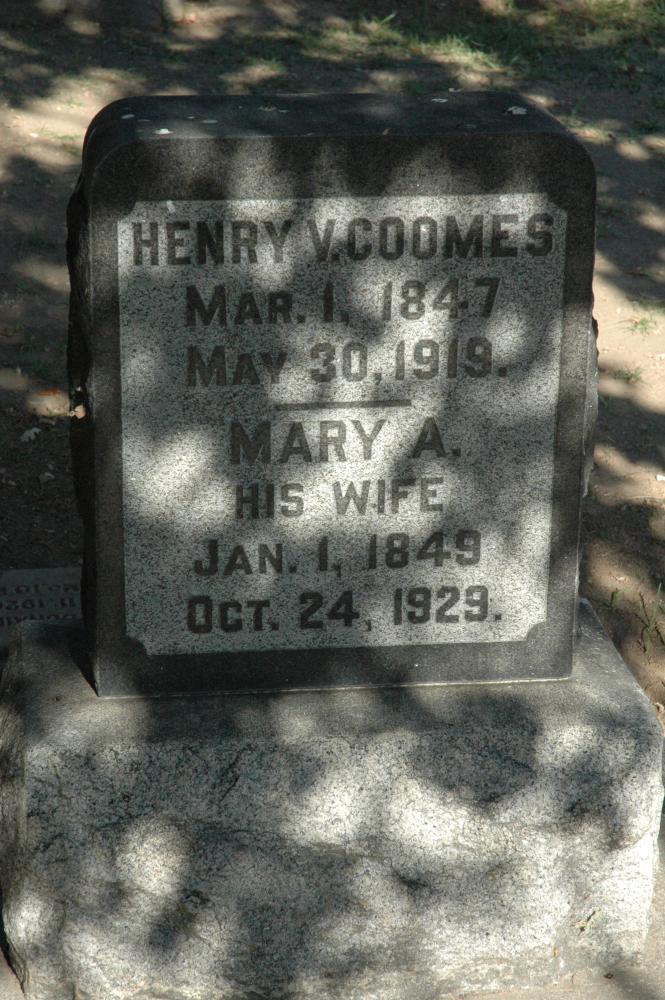 HENRY V. COOMES
MAR. 1, 1847
MAY 30, 1919.
MARY A.
HIS WIFE
JAN. 1, 1849
OCT. 24, 1929.